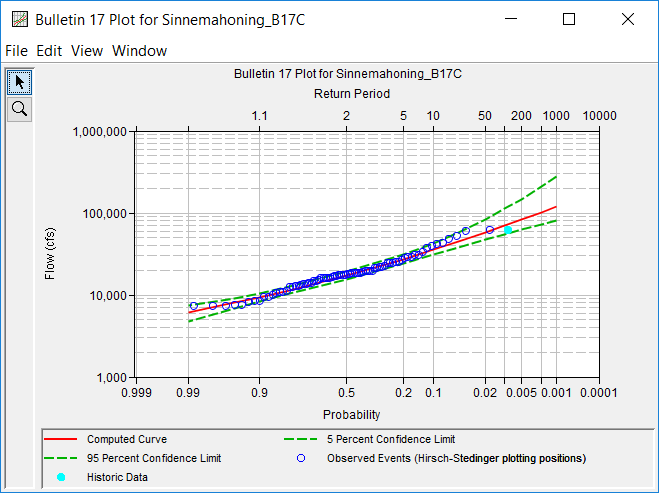 Bulletin 17 Plot for Sinnemahoning_B17C
File Edit View Window
Bulletin 17 Plot for Sinnemahoning_B17C
Return Period
1.1 2 5 10 50 200 1000 10000
1,000,000
100,000
10,000
1,000
Flow (cfs)
0.999 0.99 0.9 0.5 0.2 0.1 0.02 0.005 0.001 0.0001
Probability
Computed Curve
5 Percent Confidence Limit
95 Percent Confidence Limit
Observed Events (Hirsch-Stedinger plotting positions)
Historic Data